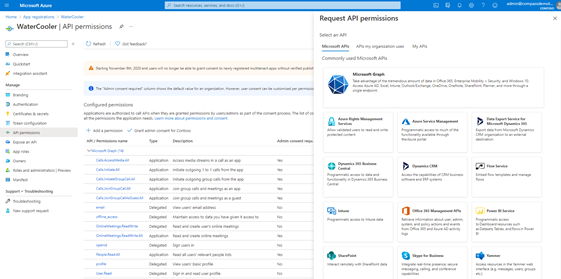 Microsoft Azure
Search resources, services, and docs (G+/)
CONTOSO
Home > App registrations > WaterCooler
WaterCooler | API permissions
Search (Ctrl+/)
Refresh
Got feedback?
Overview
Quickstart
Integration assistant
Manage
Branding
Authentication
Certificates & secrets
Token configuration
API permissions
Expose an API
App roles
Owners
Roles and administrators | Preview
Manifest
Support + Troubleshooting
Troubleshooting
New support request
Starting November 9th, 2020 end users will no longer be able to grant consent to newly registered multitenant apps without verified publish
The "Admin consent required" column shows the default value for an organization. However, user consent can be customized per permission
Configured permissions
Applications are authorized to call APIs when they are granted permissions by users/admins as part of the consent process. The list of co
all the permissions the application needs. Learn more about permissions and consent
Add a permission
Grant admin consent for Contoso
API / Permissions name
Type
Description
Admin consent requ
Microsoft Graph (14)
Calls.AccessMedia.All
Application
Access media streams in a call as an app
Yes
Calls.Initiate.All
Application
Initiate outgoing 1 to 1 calls from the app
Yes
Calls.InitiateGroupCall.All
Application
Initiate outgoing group calls from the app
Yes
Calls.JoinGroupCall.All
Application
Join group calls and meetings as an app
Yes
Calls.JoinGroupCallAsGuest.All
Application
Join group calls and meetings as a guest
Yes
email
Delegated
View users' email address
No
offline_access
Delegated
Maintain access to data you have given it access to
No
OnlineMeetings.ReadWrite
Delegated
Read and create user's online meetings
No
OnlineMeetings.ReadWrite.All
Application
Read and create online meetings
Yes
openid
Delegated
Sign users in
No
People.Read.All
Application
Read all users' relevant people lists
Yes
profile
Delegated
View users' basic profile
No
User.Read
Delegated
Sign in and read user profile
No
Request API permissions
Select an API
Microsoft APIs
APIs my organization uses
My APIs
Commonly used Microsoft APIs
Microsoft Graph
Take advantage of the tremendous amount of data in Office 365, Enterprise Mobility + Security, and Windows 10.
Access Azure AD, Excel, Intune, Outlook/Exchange, OneDrive, OneNote, SharePoint, Planner, and more through a
single endpoint.
Azure Rights Management
Services
Allow validated users to read and write
protected content
Azure Service Management
Programmatic access to much of the
functionality available through
the Azure portal
Data Export Service for
Microsoft Dynamics 365
Export data from Microsoft Dynamics
CRM organization to an external
destination
Dynamics 365 Business
Central
Programmatic access to data and
functionality in Dynamics 365 Business
Central
Dynamics CRM
Access the capabilities of CRM business
software and ERP systems
Flow Service
Embed flow templates and manage
flows
Intune
Programmatic access to Intune data
Office 365 Management APIs
Retrieve information about user, admin,
system, and policy actions and events
from Office 365 and Azure AD activity
logs
Power BI Service
Programmatic access
to Dashboard resources such
as Datasets, Tables, and Rows in Power
BI
SharePoint
Interact remotely with SharePoint data
Skype for Business
Integrate real-time presence, secure
messaging, calling, and conference
capabilities
Yammer
Access resources in the Yammer web
interface (e.g. messages, users, groups
etc.)